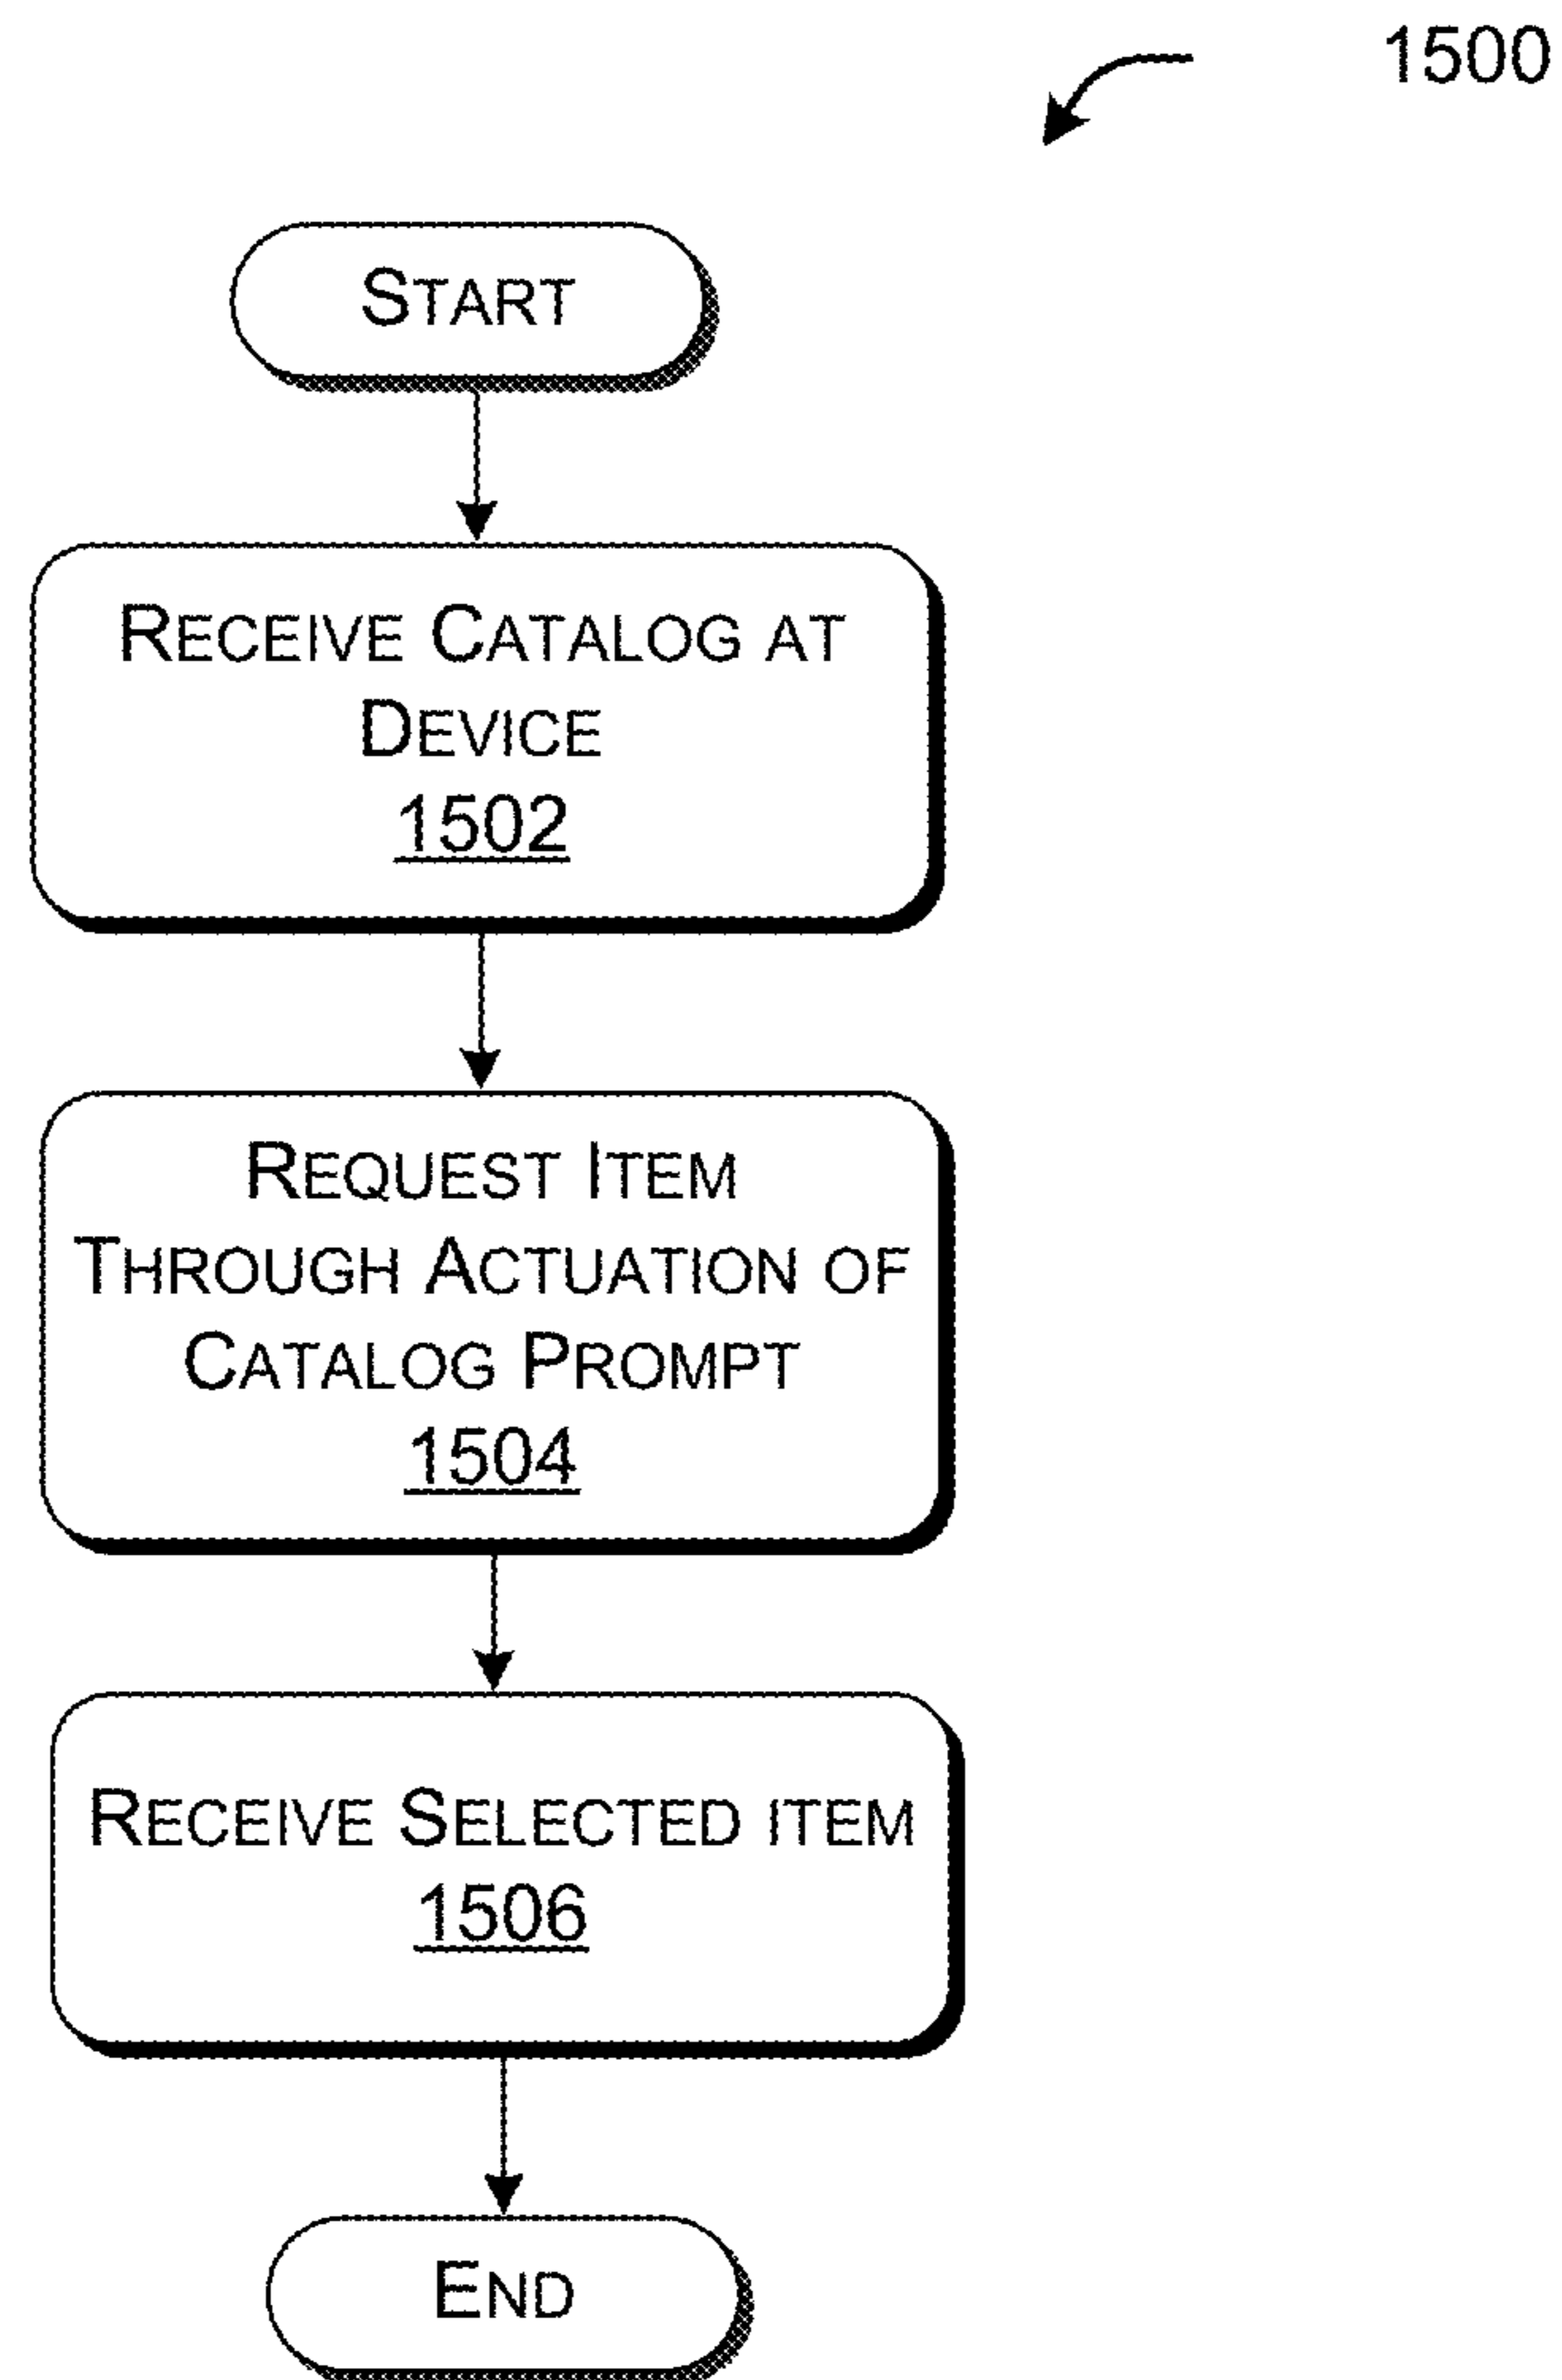 1500
START
RECEIVE CATALOG AT
DEVICE
1502
REQUEST ITEM
THROUGH ACTUATION OF
CATALOG PROMPT
1504
RECEIVE SELECTED ITEM
1506
END